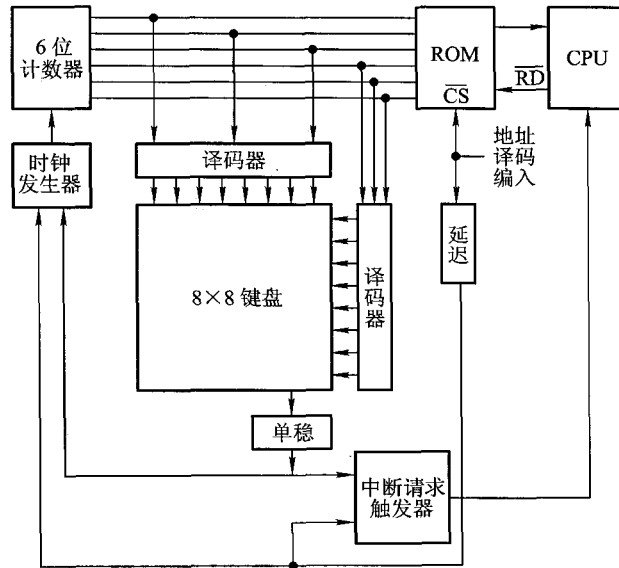 6 位
计数器
ROM
CS
RD
CPU
时钟
发生器
译码器
地址
译码
编入
延迟
8×8 键盘
译
码
器
单稳
中断请求
触发器